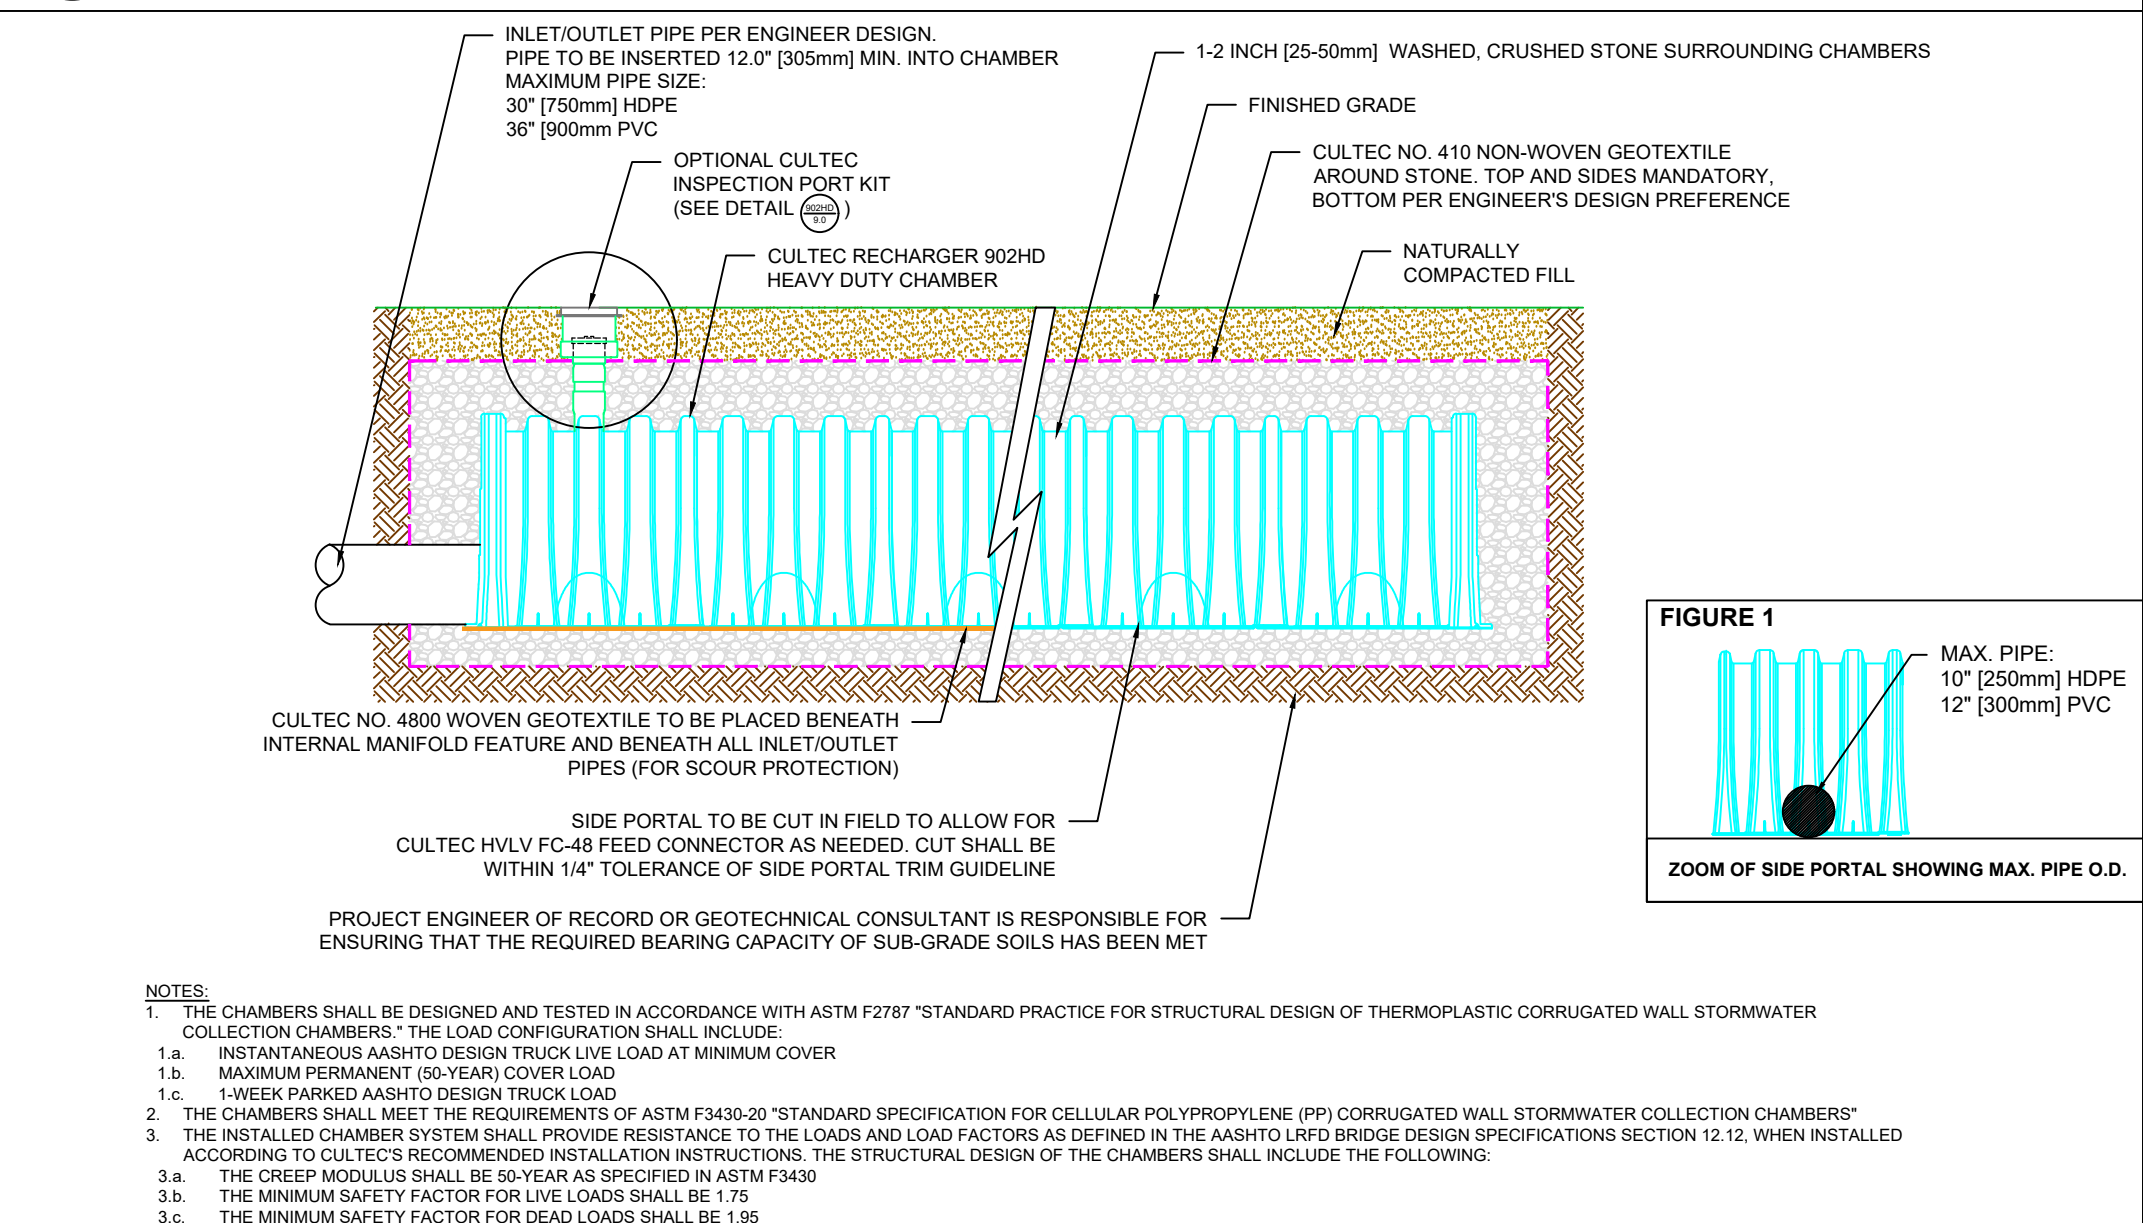 INLET/OUTLET PIPE PER ENGINEER DESIGN.
PIPE TO BE INSERTED 12.0" [305mm] MIN. INTO CHAMBER
MAXIMUM PIPE SIZE:
30" [750mm] HDPE
36" [900mm PVC
1-2 INCH [25-50mm] WASHED, CRUSHED STONE SURROUNDING CHAMBERS
FINISHED GRADE
OPTIONAL CULTEC
INSPECTION PORT KIT
(SEE DETAIL 902HD 9.0 )
CULTEC NO. 410 NON-WOVEN GEOTEXTILE
AROUND STONE. TOP AND SIDES MANDATORY,
BOTTOM PER ENGINEER'S DESIGN PREFERENCE
CULTEC RECHARGER 902HD
HEAVY DUTY CHAMBER
NATURALLY
COMPACTED FILL
FIGURE 1
MAX. PIPE:
10" [250mm] HDPE
12" [300mm] PVC
ZOOM OF SIDE PORTAL SHOWING MAX. PIPE O.D.
CULTEC NO. 4800 WOVEN GEOTEXTILE TO BE PLACED BENEATH
INTERNAL MANIFOLD FEATURE AND BENEATH ALL INLET/OUTLET
PIPES (FOR SCOUR PROTECTION)
SIDE PORTAL TO BE CUT IN FIELD TO ALLOW FOR
CULTEC HVLV FC-48 FEED CONNECTOR AS NEEDED. CUT SHALL BE
WITHIN 1/4" TOLERANCE OF SIDE PORTAL TRIM GUIDELINE
PROJECT ENGINEER OF RECORD OR GEOTECHNICAL CONSULTANT IS RESPONSIBLE FOR
ENSURING THAT THE REQUIRED BEARING CAPACITY OF SUB-GRADE SOILS HAS BEEN MET
NOTES:
1. THE CHAMBERS SHALL BE DESIGNED AND TESTED IN ACCORDANCE WITH ASTM F2787 "STANDARD PRACTICE FOR STRUCTURAL DESIGN OF THERMOPLASTIC CORRUGATED WALL STORMWATER
COLLECTION CHAMBERS." THE LOAD CONFIGURATION SHALL INCLUDE:
1.a. INSTANTANEOUS AASHTO DESIGN TRUCK LIVE LOAD AT MINIMUM COVER
1.b. MAXIMUM PERMANENT (50-YEAR) COVER LOAD
1.c. 1-WEEK PARKED AASHTO DESIGN TRUCK LOAD
2. THE CHAMBERS SHALL MEET THE REQUIREMENTS OF ASTM F3430-20 "STANDARD SPECIFICATION FOR CELLULAR POLYPROPYLENE (PP) CORRUGATED WALL STORMWATER COLLECTION CHAMBERS"
3. THE INSTALLED CHAMBER SYSTEM SHALL PROVIDE RESISTANCE TO THE LOADS AND LOAD FACTORS AS DEFINED IN THE AASHTO LRFD BRIDGE DESIGN SPECIFICATIONS SECTION 12.12, WHEN INSTALLED
ACCORDING TO CULTEC'S RECOMMENDED INSTALLATION INSTRUCTIONS. THE STRUCTURAL DESIGN OF THE CHAMBERS SHALL INCLUDE THE FOLLOWING:
3.a. THE CREEP MODULUS SHALL BE 50-YEAR AS SPECIFIED IN ASTM F3430
3.b. THE MINIMUM SAFETY FACTOR FOR LIVE LOADS SHALL BE 1.75
3.c. THE MINIMUM SAFETY FACTOR FOR DEAD LOADS SHALL BE 1.95